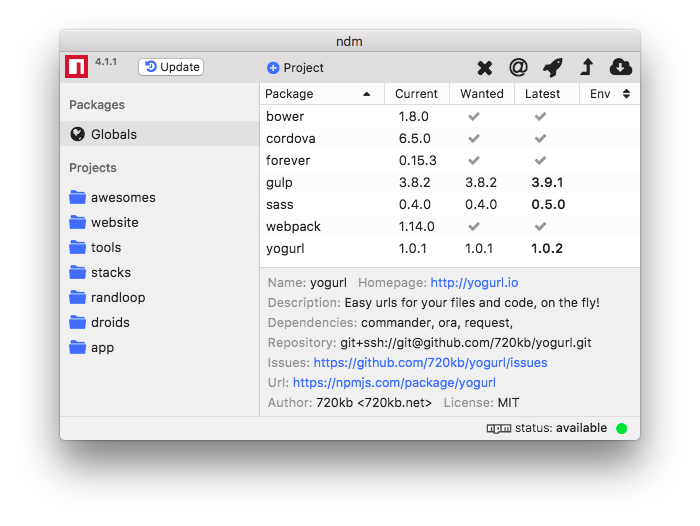 ndm
4.1.1 Update Project
Packages
Globals
Projects
awesomes
website
tools
stacks
randloop
droids
app
Package Current Wanted Latest Env
bower 1.8.0
cordova 6.5.0
forever 0.15.3
gulp 3.8.2 3.8.2 3.9.1
sass 0.4.0 0.4.0 0.5.0
webpack 1.14.0
yogurl 1.0.1 1.0.1 1.0.2
Name: yogurl Homepage: http://yogurl.io
Description: Easy urls for your files and code, on the fly!
Dependencies: commander, ora, request,
Repository: git+ssh://git@github.com/720kb/yogurl.git
Issues: https://github.com/720kb/yogurl/issues
Url: https://npmjs.com/package/yogurl
Author: 720kb <720kb.net> License: MIT
npm status: available